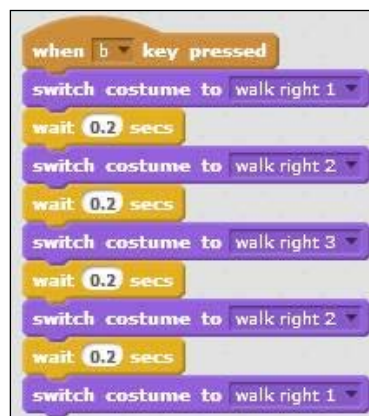 when b key pressed
switch costume to walk right 1
wait 0.2 secs
switch costume to walk right 2
wait 0.2 secs
switch costume to walk right 3
wait 0.2 secs
switch costume to walk right 2
wait 0.2 secs
switch costume to walk right 1